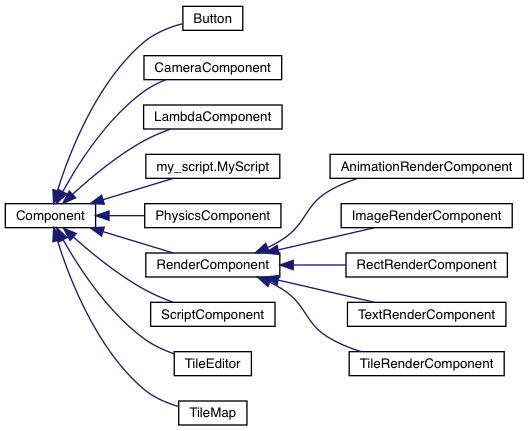 Button
CameraComponent
LambdaComponent
my_script.MyScript
AnimationRenderComponent
Component
PhysicsComponent
ImageRenderComponent
RenderComponent
RectRenderComponent
ScriptComponent
TextRenderComponent
TileEditor
TileRenderComponent
TileMap